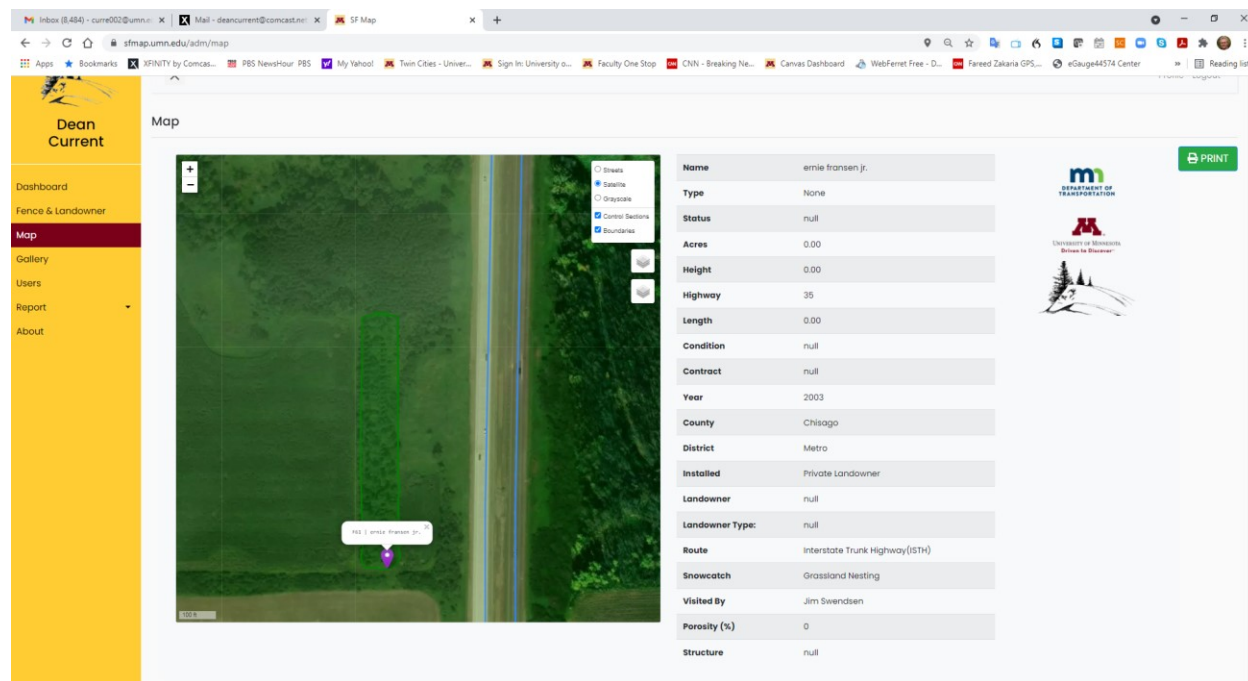 Inbox (8,484) - curre002@umn.e
Mail - deancurrent@comcast.net
SF Map
sfmap.umn.edu/adm/map
Apps Bookmarks XFINITY by Comcas... PBS NewsHour PBS My Yahoo! Twin Cities - Univer... Sign In: University o... Faculty One Stop CNN - Breaking Ne... Canvas Dashboard WebFerret Free - D... Fareed Zakaria GPS,... eGauge44574 Center » Reading list
Profile Logout
Dean
Current
Dashboard
Fence & Landowner
Map
Gallery
Users
Report
About
Map
PRINT
+
−
Streets
Satellite
Grayscale
Control Sections
Boundaries
ernie fransen jr.
100 ft
Name ernie fransen jr.
Type None
Status null
Acres 0.00
Height 0.00
Highway 35
Length 0.00
Condition null
Contract null
Year 2003
County Chisago
District Metro
Installed Private Landowner
Landowner null
Landowner Type: null
Route Interstate Trunk Highway(ISTH)
Snowcatch Grassland Nesting
Visited By Jim Swendsen
Porosity (%) 0
Structure null
DEPARTMENT OF
TRANSPORTATION
UNIVERSITY OF MINNESOTA
Driven to Discover